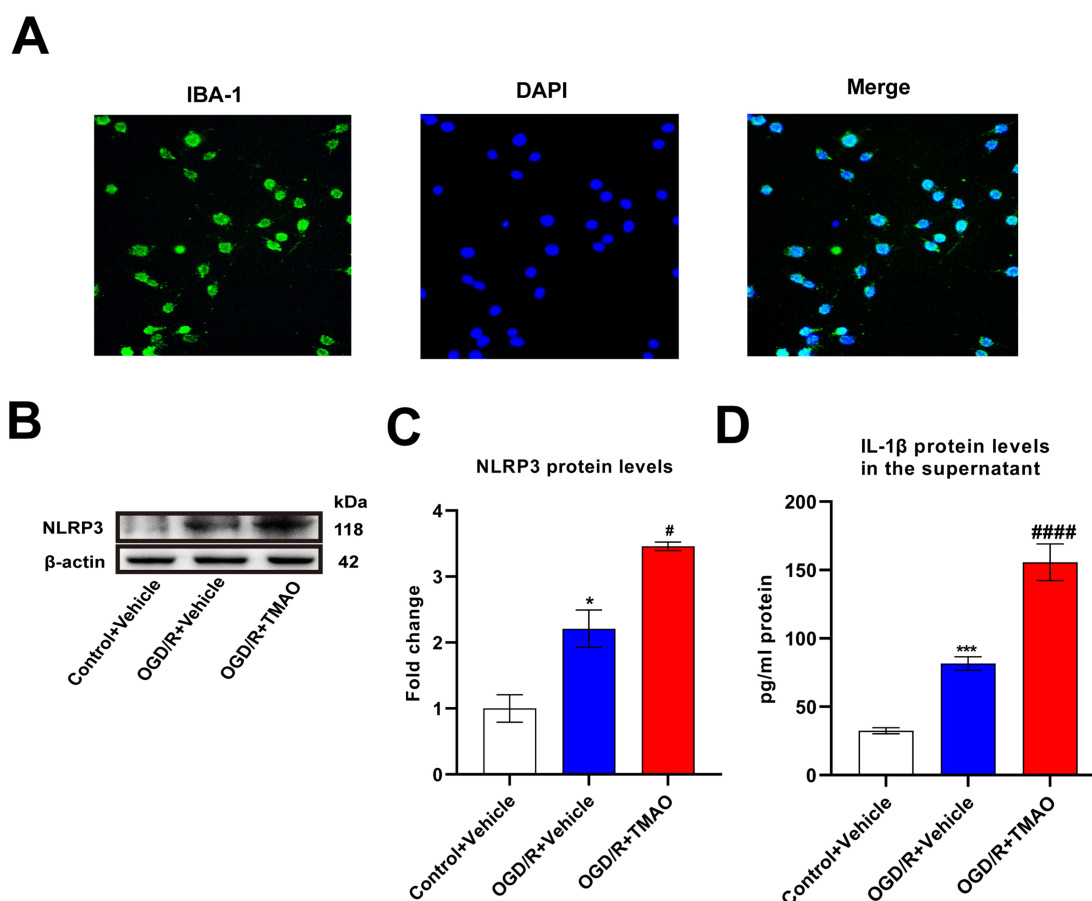 A
IBA-1
DAPI
Merge
B
kDa
NLRP3
118
β-actin
42
Control+Vehicle
OGD/R+Vehicle
OGD/R+TMAO
C
NLRP3 protein levels
Fold change
4
3
2
1
0
*
#
Control+Vehicle
OGD/R+Vehicle
OGD/R+TMAO
D
IL-1β protein levels
in the supernatant
pg/ml protein
200
150
100
50
0
***
####
Control+Vehicle
OGD/R+Vehicle
OGD/R+TMAO